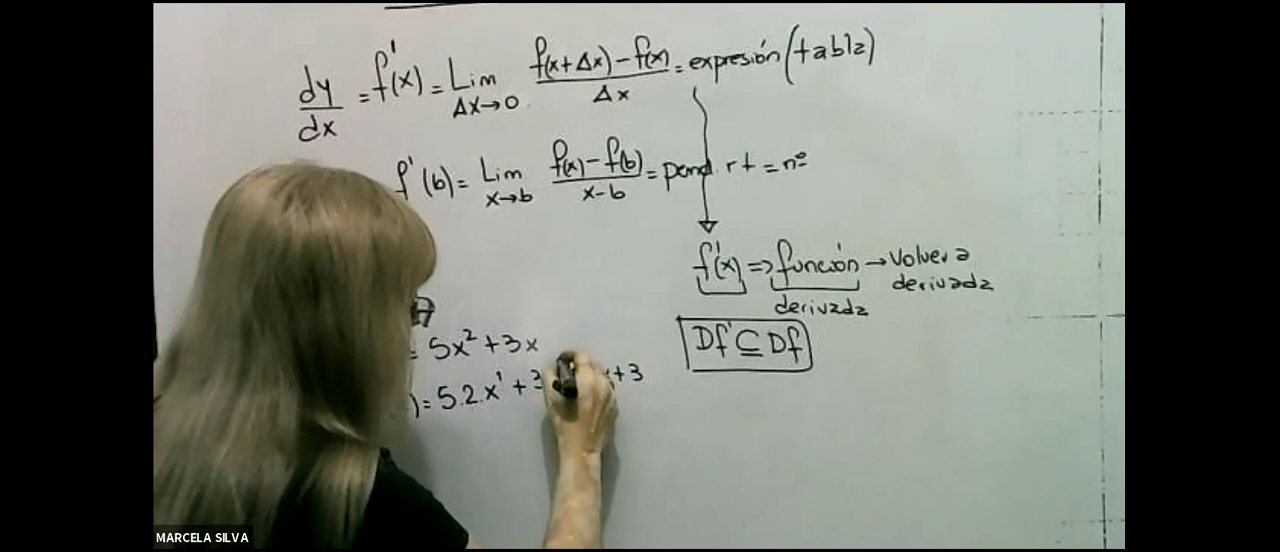 dy/dx = f'(x) = Lim Δx→0 f(x+Δx)-f(x)/Δx = expresión (tabla)
f'(b) = Lim x→b f(x)-f(b)/x-b = pend. rt = nº
f'(x) ⇒ función → Volver a derivada
derivada
= 5x² + 3x
) = 5.2.x¹ + 3 +3
Df' ⊆ Df
MARCELA SILVA